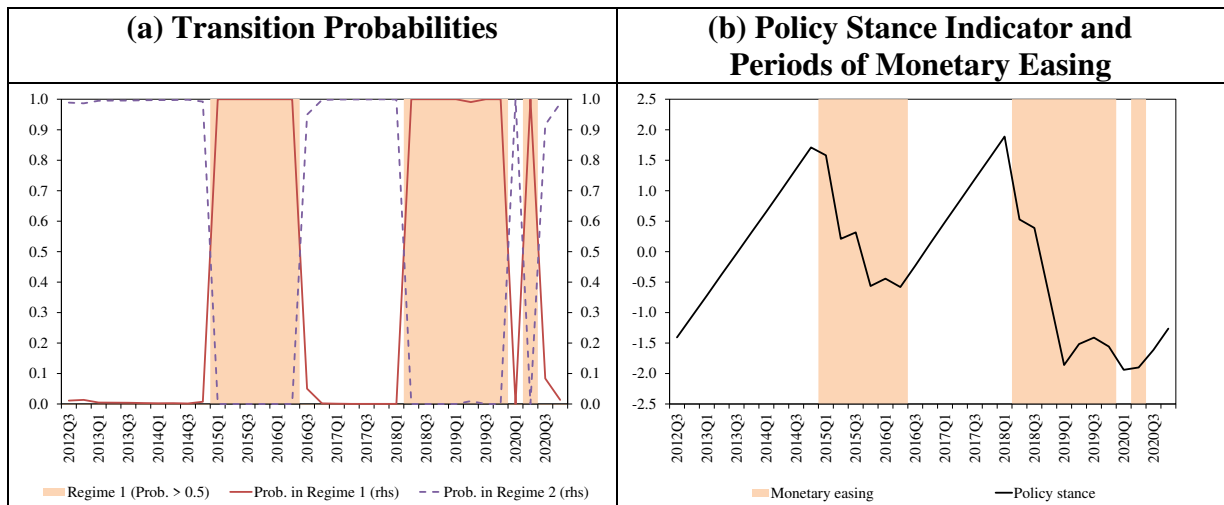 (a) Transition Probabilities
(b) Policy Stance Indicator and
Periods of Monetary Easing
1.0
0.9
0.8
0.7
0.6
0.5
0.4
0.3
0.2
0.1
0.0
1.0
0.9
0.8
0.7
0.6
0.5
0.4
0.3
0.2
0.1
0.0
2012Q3
2013Q1
2013Q3
2014Q1
2014Q3
2015Q1
2015Q3
2016Q1
2016Q3
2017Q1
2017Q3
2018Q1
2018Q3
2019Q1
2019Q3
2020Q1
2020Q3
Regime 1 (Prob. > 0.5)
Prob. in Regime 1 (rhs)
Prob. in Regime 2 (rhs)
2.5
2.0
1.5
1.0
0.5
0.0
-0.5
-1.0
-1.5
-2.0
-2.5
2012Q3
2013Q1
2013Q3
2014Q1
2014Q3
2015Q1
2015Q3
2016Q1
2016Q3
2017Q1
2017Q3
2018Q1
2018Q3
2019Q1
2019Q3
2020Q1
2020Q3
Monetary easing
Policy stance